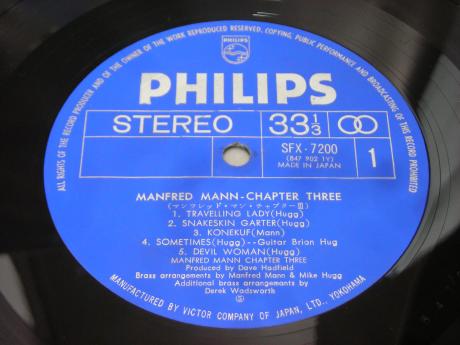 ALL RIGHTS OF THE RECORD PRODUCER AND OF THE OWNER OF THE WORK REPRODUCED RESERVED. COPYING, PUBLIC PERFORMANCE AND BROADCASTING OF THIS RECORD PROHIBITED
PHILIPS
PHILIPS
STEREO
33 1/3
SFX-7200
(847 902 1Y)
MADE IN JAPAN
1
MANFRED MANN-CHAPTER THREE
(マンフレッド・マン・チャプターⅢ)
1. TRAVELLING LADY(Hugg)
2. SNAKESKIN GARTER(Hugg)
3. KONEKUF(Mann)
4. SOMETIMES(Hugg)--Guitar Brian Hug
5. DEVIL WOMAN(Hugg)
MANFRED MANN CHAPTER THREE
Produced by Dave Hadfield
Brass arrangements by Manfred Mann & Mike Hugg
Additional brass arrangements by
Derek Wadsworth
MANUFACTURED BY VICTOR COMPANY OF JAPAN, LTD., YOKOHAMA